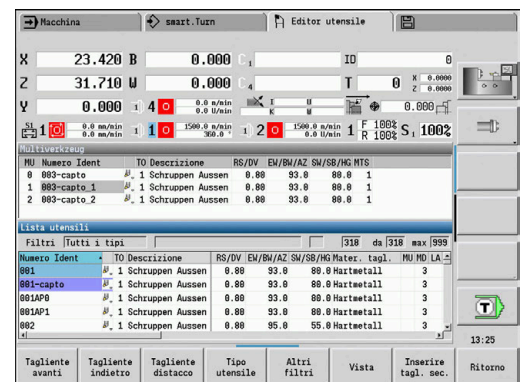 Macchina smart.Turn Editor utensile
X 23.420 B 0.000 C 1 ID 0
Z 31.710 W 0.000 C 4 T 0 X 0.0000 Z 0.0000
Y 0.000 1) 4 0.0 m/min 0.0 U/min 0.000
S1 1 0.0 mm/min 0.0 mm/min 1) 1 1500.0 m/min 360.0 ° 1) 2 1500.0 m/min 0.0 U/min 1) F 100% R 100% S1 100%
Multiverkzeug
MU Numero Ident TO Descrizione RS/DV EW/BW/AZ SW/SB/HG MTS
0 003-capto 1 Schruppen Aussen 0.80 93.0 80.0 1
1 003-capto_1 1 Schruppen Aussen 0.80 93.0 80.0 1
2 003-capto_2 1 Schruppen Aussen 0.80 93.0 80.0 1
Lista utensili
Filtri Tutti i tipi 318 da 318 max 999
Numero Ident TO Descrizione RS/DV EW/BW/AZ SW/SB/HG Mater. tagl. MU MD LA
001 1 Schruppen Aussen 0.80 93.0 80.0 Hartmetall 3
001-capto 1 Schruppen Aussen 0.80 93.0 80.0 Hartmetall 3
001AP0 1 Schruppen Aussen 0.80 93.0 80.0 Hartmetall 3
001AP1 1 Schruppen Aussen 0.80 93.0 80.0 Hartmetall 3
002 1 Schruppen Aussen 0.80 95.0 55.0 Hartmetall 3
T
13:25
Tagliente avanti
Tagliente indietro
Tagliente distacco
Tipo utensile
Altri filtri
Vista
Inserire tagl. sec.
Ritorno